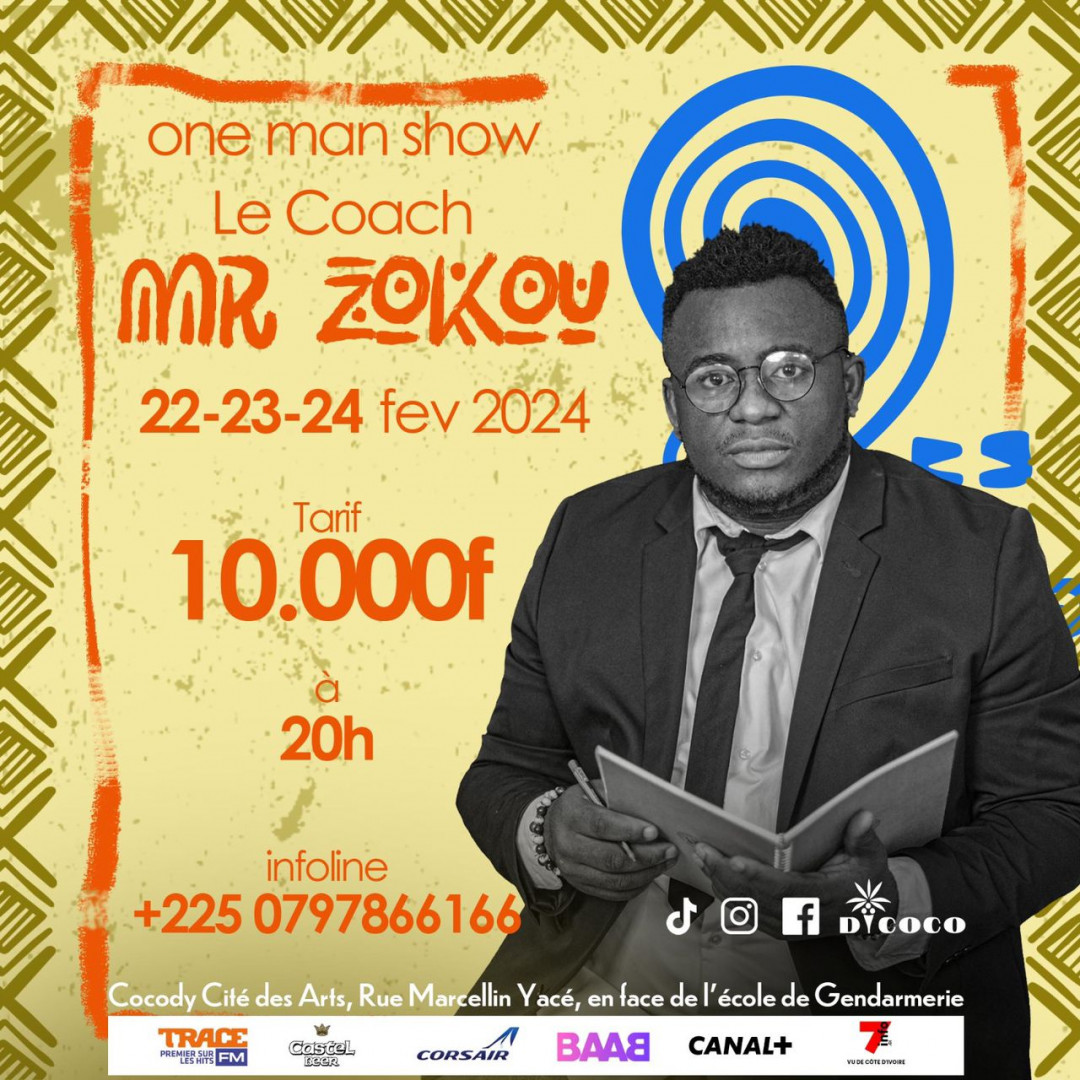 one man show
Le Coach
MR ZOKOU
22-23-24 fev 2024
Tarif
10.000f
à
20h
infoline
+225 0797866166
DYCOCO
Cocody Cité des Arts, Rue Marcellin Yacé, en face de l'école de Gendarmerie
TRACE
PREMIER SUR
LES HITS FM
CASTEL
BEER
CORSAIR
BAAB
CANAL+
7info
VU DE CÔTE D'IVOIRE